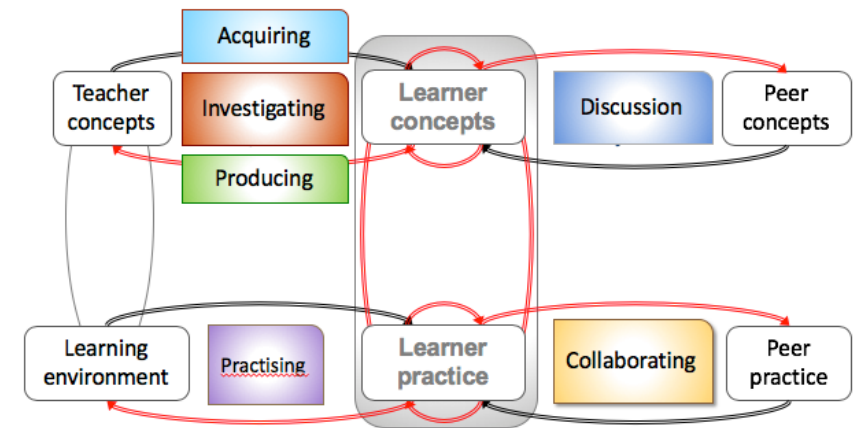 Acquiring
Teacher
concepts
Investigating
Learner
concepts
Discussion
Peer
concepts
Producing
Learning
environment
Practising
Learner
practice
Collaborating
Peer
practice